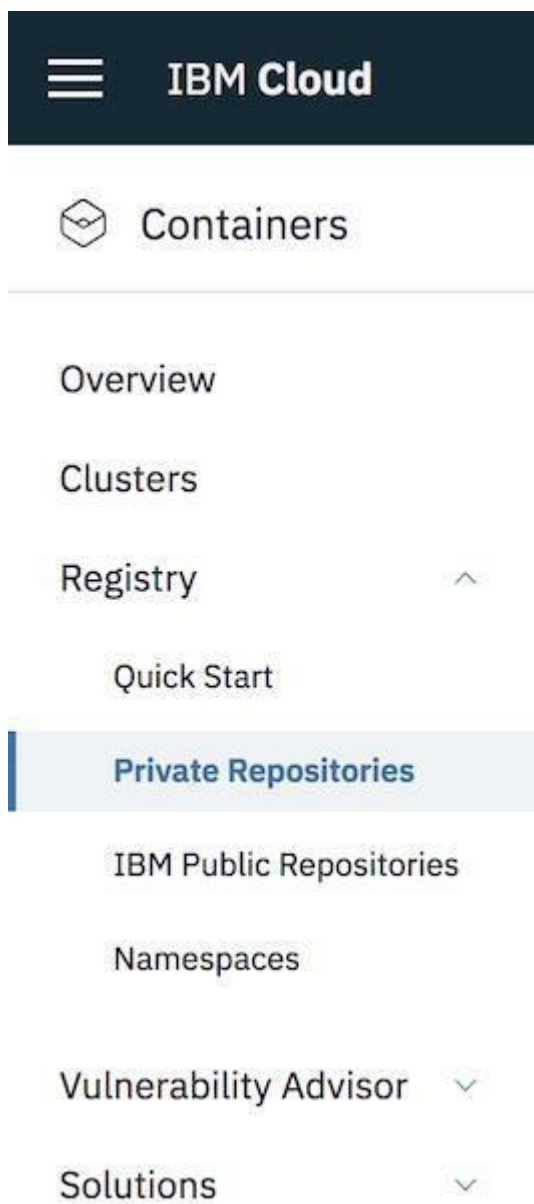 IBM Cloud
Containers
Overview
Clusters
Registry
Quick Start
Private Repositories
IBM Public Repositories
Namespaces
Vulnerability Advisor
Solutions